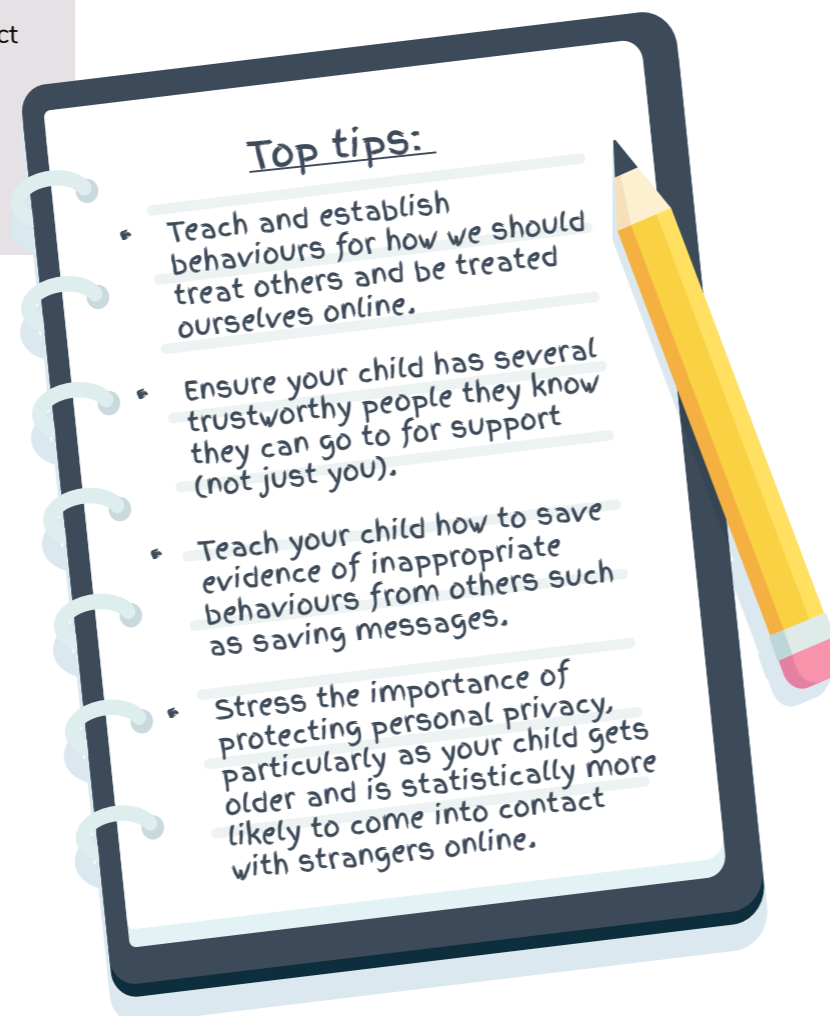 ct
Top tips:
Teach and establish
behaviours for how we should
treat others and be treated
ourselves online.
Ensure your child has several
trustworthy people they know
they can go to for support
(not just you).
Teach your child how to save
evidence of inappropriate
behaviours from others such
as saving messages.
Stress the importance of
protecting personal privacy,
particularly as your child gets
older and is statistically more
likely to come into contact
with strangers online.